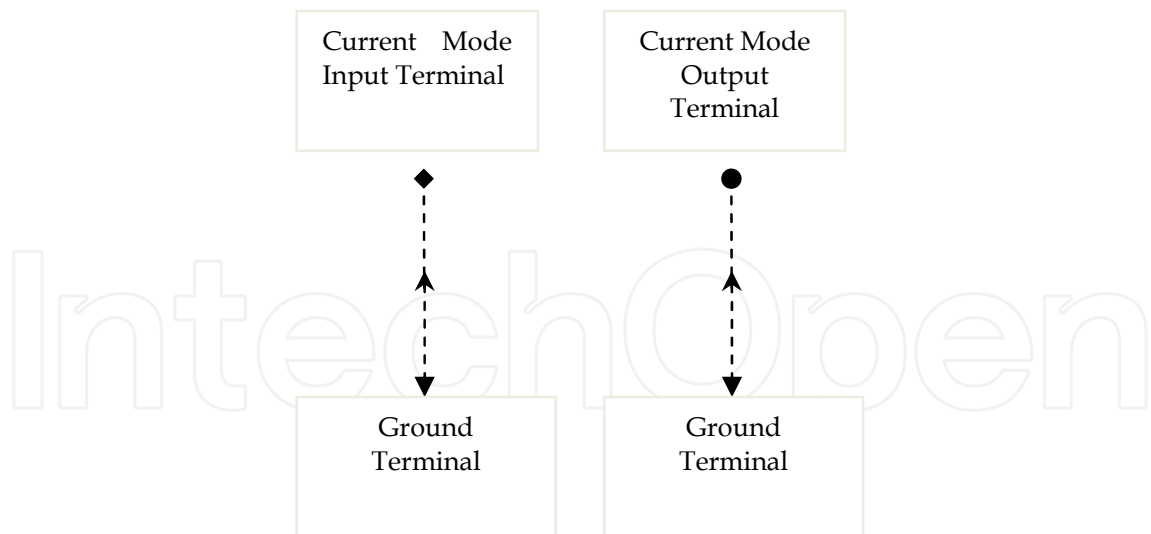 Current Mode
Input Terminal
Current Mode
Output
Terminal
IntechOpen
Ground
Terminal
Ground
Terminal